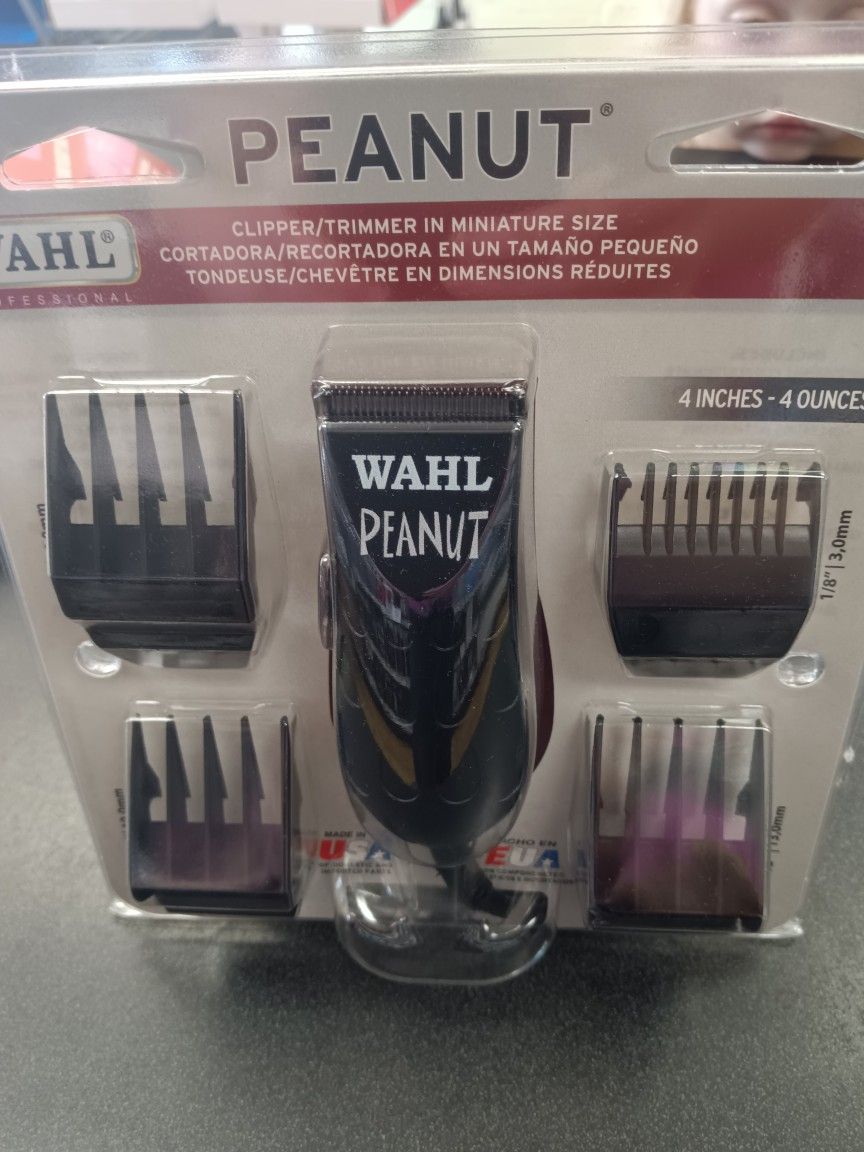 PEANUT®
CLIPPER/TRIMMER IN MINIATURE SIZE
CORTADORA/RECORTADORA EN UN TAMAÑO PEQUEÑO
TONDEUSE/CHEVÊTRE EN DIMENSIONS RÉDUITES
WAHL®
4 INCHES - 4 OUNCES
WAHL
PEANUT
1/8" | 3,0mm
MADE IN
USA
EUA